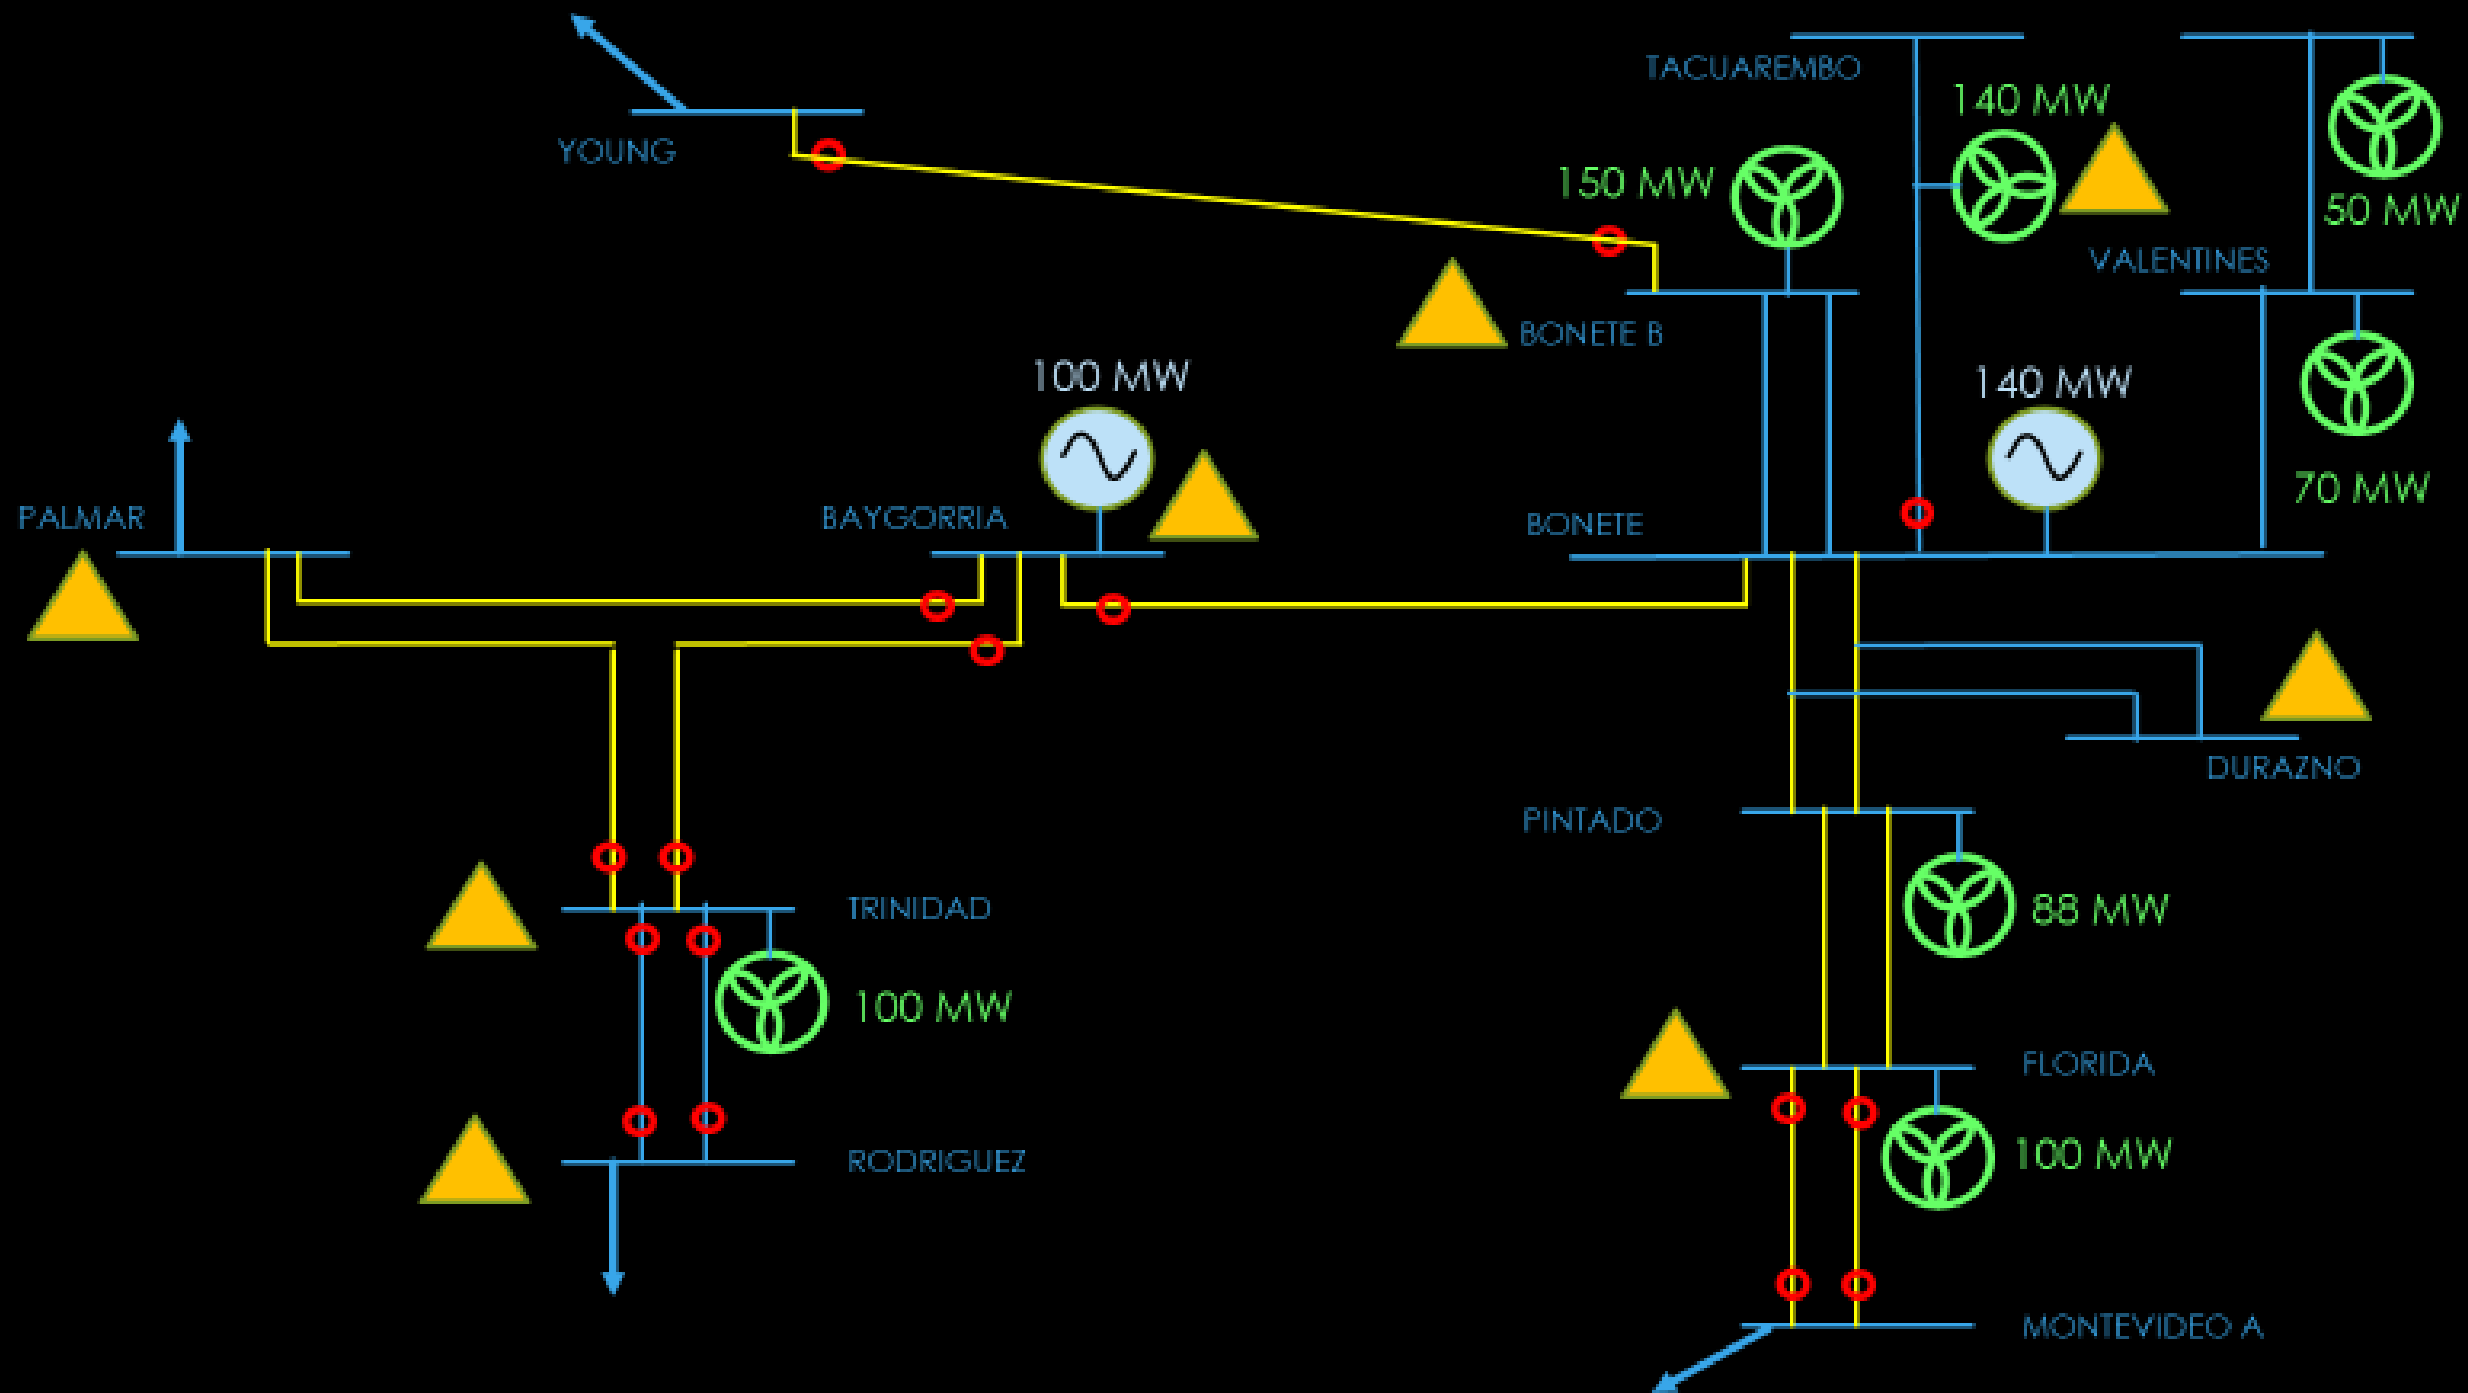 TACUAREMBO
140 MW
YOUNG
150 MW
50 MW
VALENTINES
BONETE B
100 MW
140 MW
70 MW
PALMAR
BAYGORRIA
BONETE
DURAZNO
PINTADO
88 MW
TRINIDAD
100 MW
FLORIDA
100 MW
RODRIGUEZ
MONTEVIDEO A